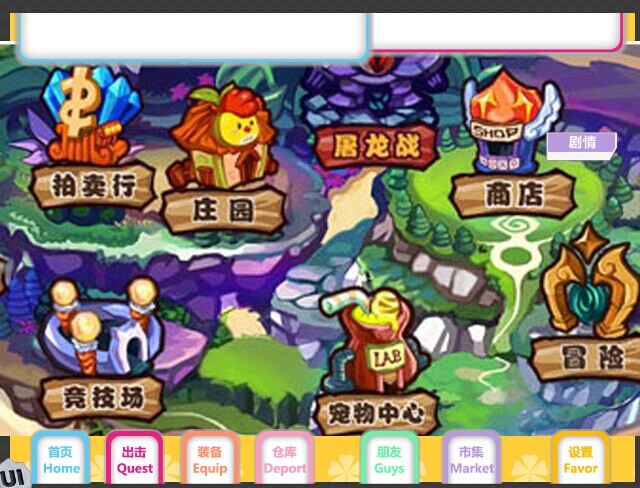 屠龙战
SHOP
剧情
拍卖行
庄园
商店
LAB
冒险
竞技场
宠物中心
首页
Home
出击
Quest
装备
Equip
仓库
Deport
朋友
Guys
市集
Market
设置
Favor
UI